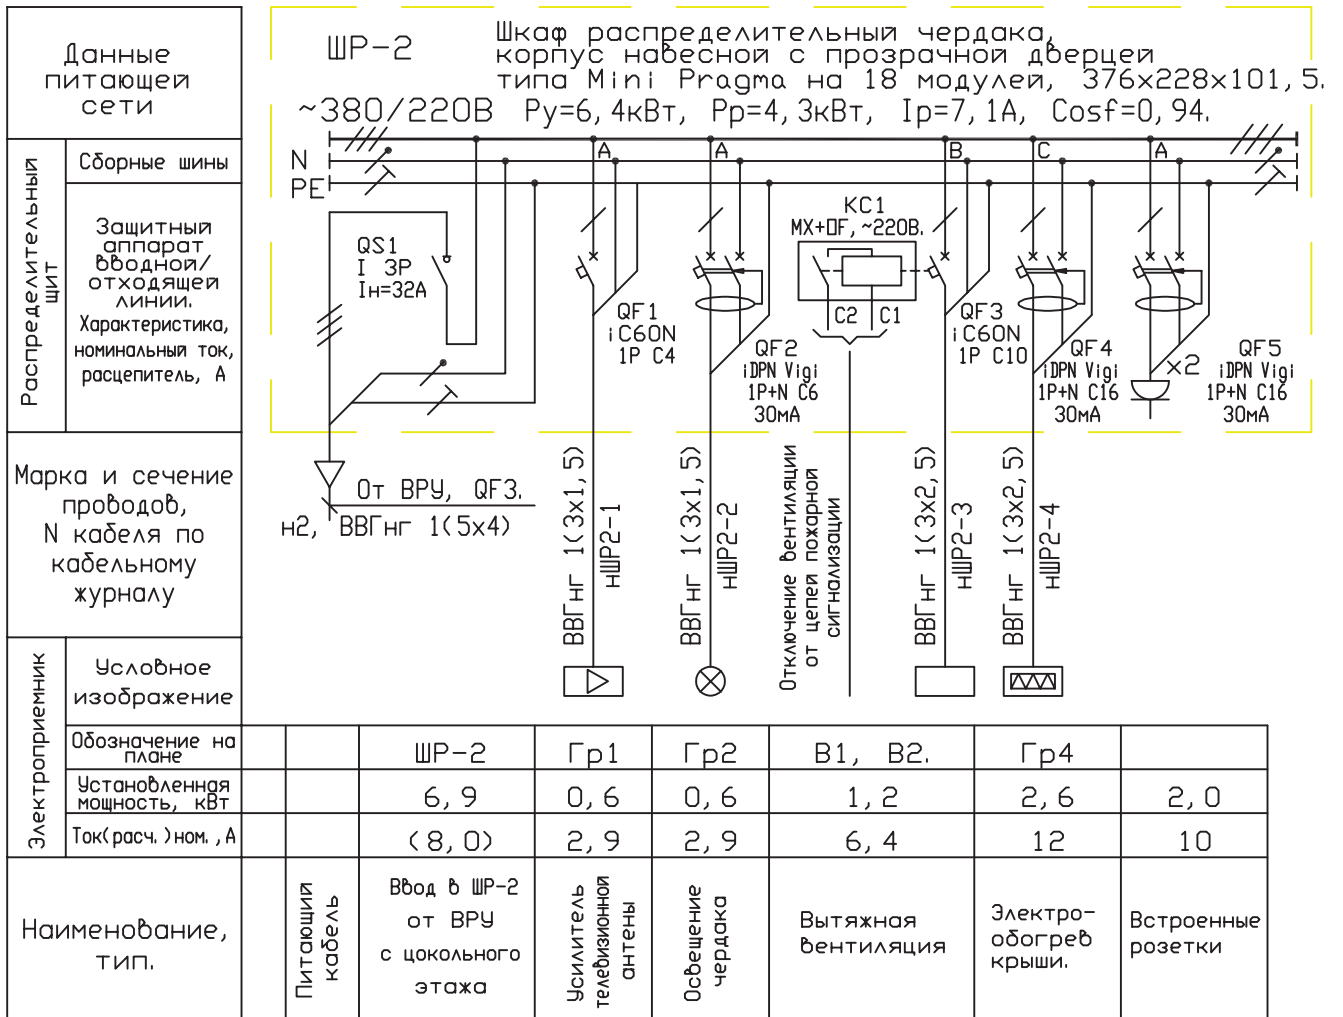 Данные
питающей
сети
ШР-2
Шкаф распределительный чердака,
корпус навесной с прозрачной дверцей
типа Mini Pragma на 18 модулей, 376x228x101,5.
~380/220В Ру=6,4кВт, Рр=4,3кВт, Iр=7,1А, Cosf=0,94.
Распределительный
щит
Сборные шины
N
PE
A
A
B
C
A
Защитный
аппарат
вводной/
отходящей
линии.
Характеристика,
номинальный ток,
расцепитель, А
QS1
I 3P
Iн=32А
QF1
iC60N
1P C4
QF2
iDPN Vigi
1P+N C6
30мА
КС1
MX+OF, ~220В.
C2
C1
QF3
iC60N
1P C10
QF4
iDPN Vigi
1P+N C16
30мА
x2
QF5
iDPN Vigi
1P+N C16
30мА
Марка и сечение
проводов,
N кабеля по
кабельному
журналу
От ВРУ, QF3.
н2, ВВГнг 1(5х4)
ВВГнг 1(3х1,5)
нШР2-1
ВВГнг 1(3х1,5)
нШР2-2
Отключение вентиляции
от цепей пожарной
сигнализации
ВВГнг 1(3х2,5)
нШР2-3
ВВГнг 1(3х2,5)
нШР2-4
Электроприемник
Условное
изображение
Обозначение на
плане
ШР-2
Гр1
Гр2
В1, В2.
Гр4
Установленная
мощность, кВт
6,9
0,6
0,6
1,2
2,6
2,0
Ток(расч.)ном.,А
(8,0)
2,9
2,9
6,4
12
10
Наименование,
тип.
Питающий
кабель
Ввод в ШР-2
от ВРУ
с цокольного
этажа
Усилитель
телевизионной
антены
Освещение
чердака
Вытяжная
вентиляция
Электро-
обогрев
крыши.
Встроенные
розетки